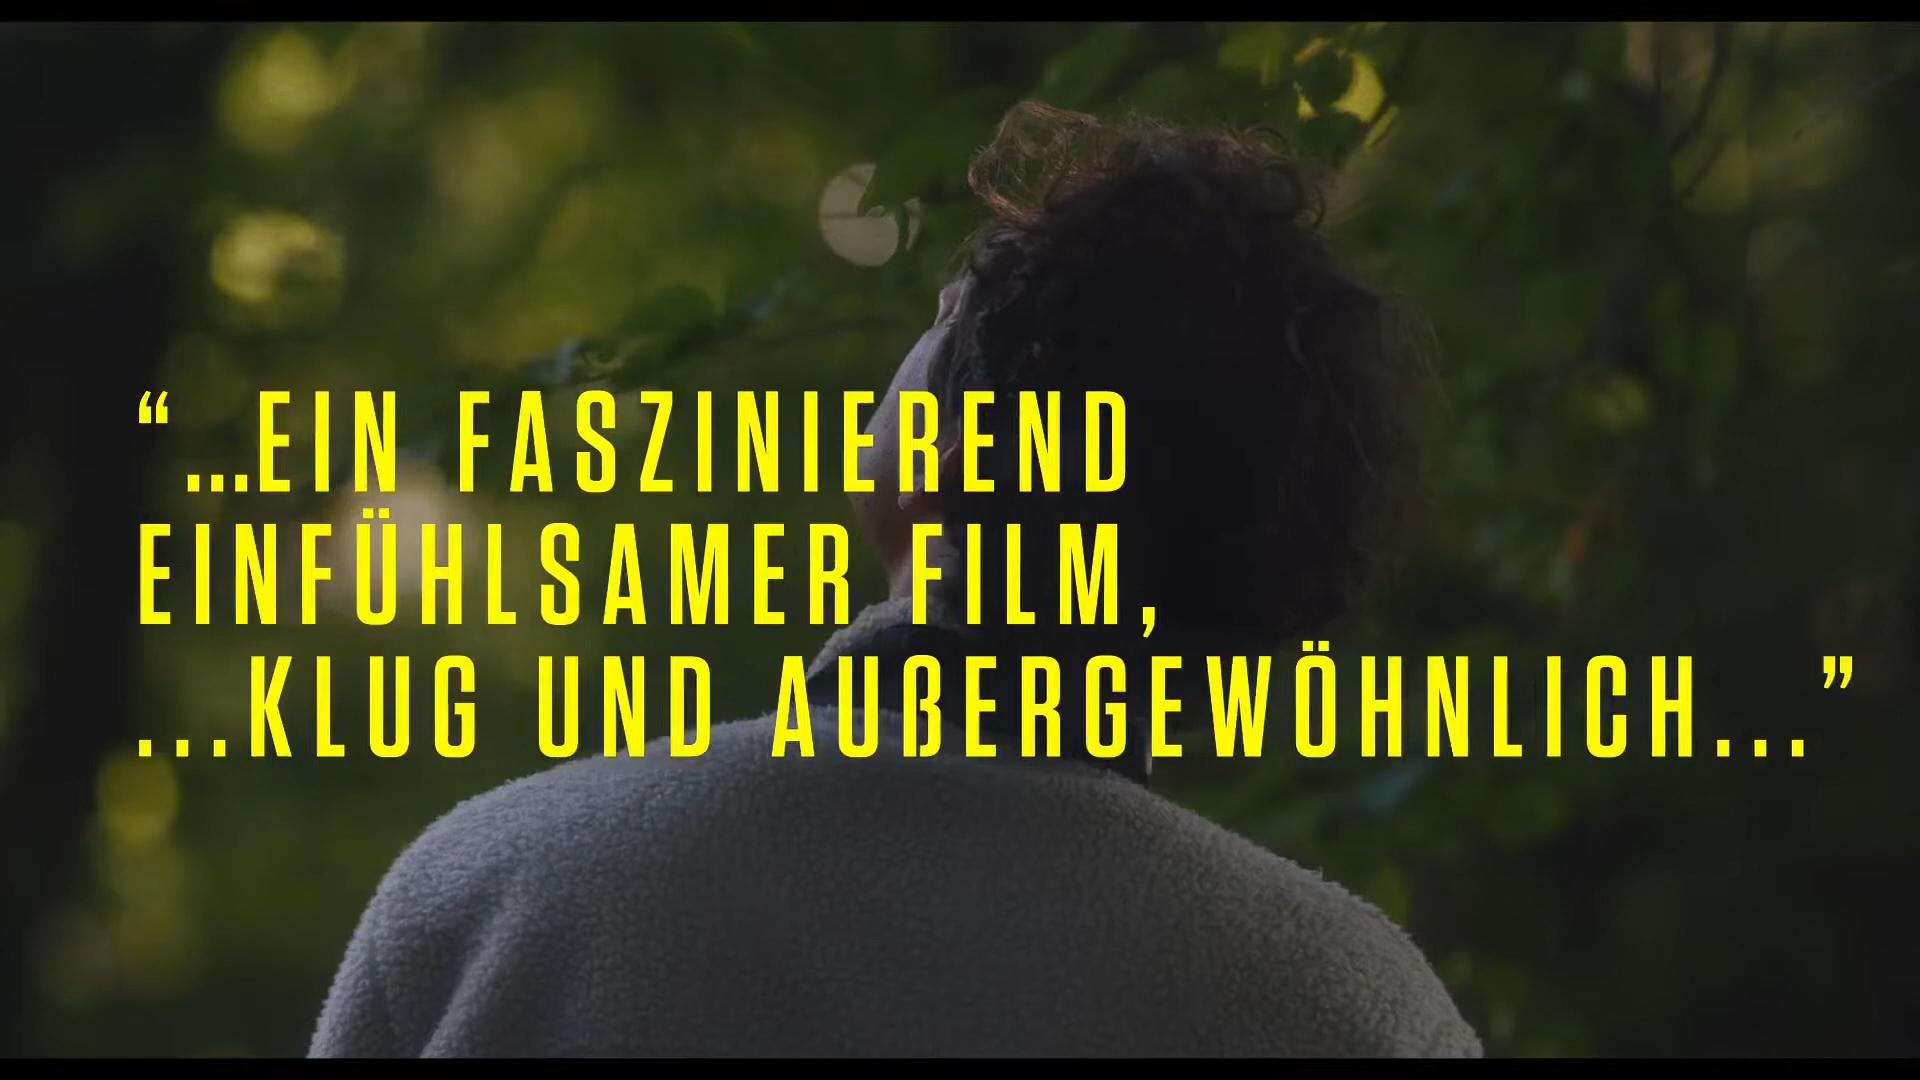 “...EIN FASZINIEREND
EINFÜHLSAMER FILM,
...KLUG UND AUßERGEWÖHNLICH...”